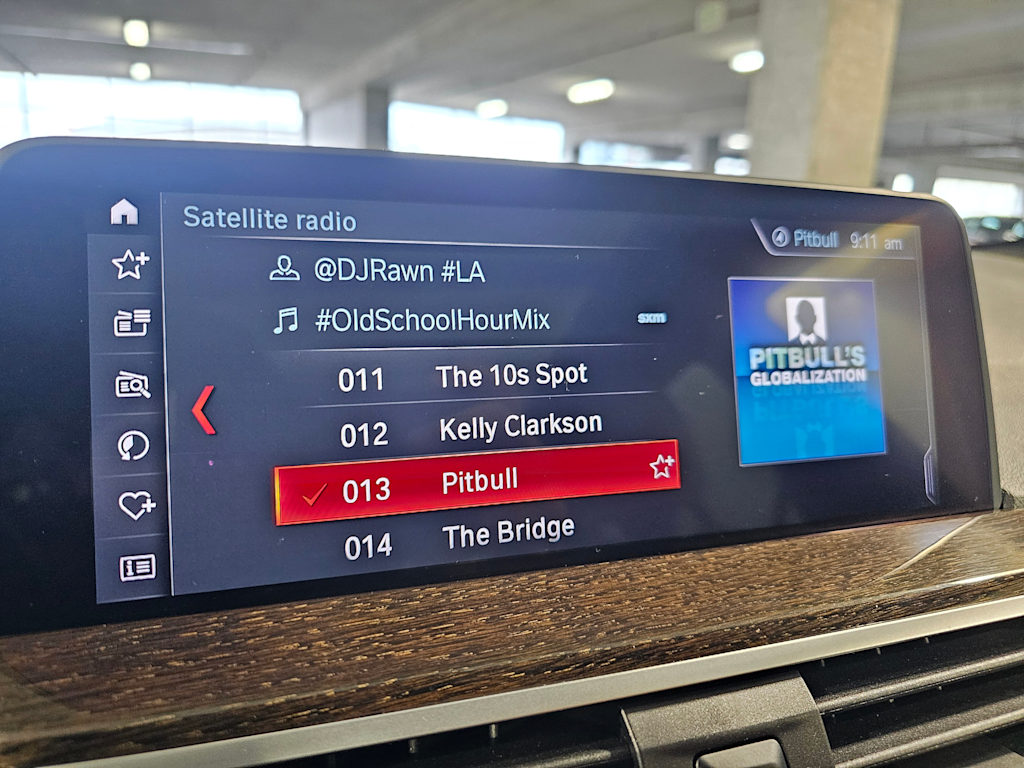 Satellite radio
Pitbull 9:11 am
@DJRawn #LA
#OldSchoolHourMix
sxm
011 The 10s Spot
012 Kelly Clarkson
013 Pitbull
014 The Bridge
PITBULL'S
GLOBALIZATION